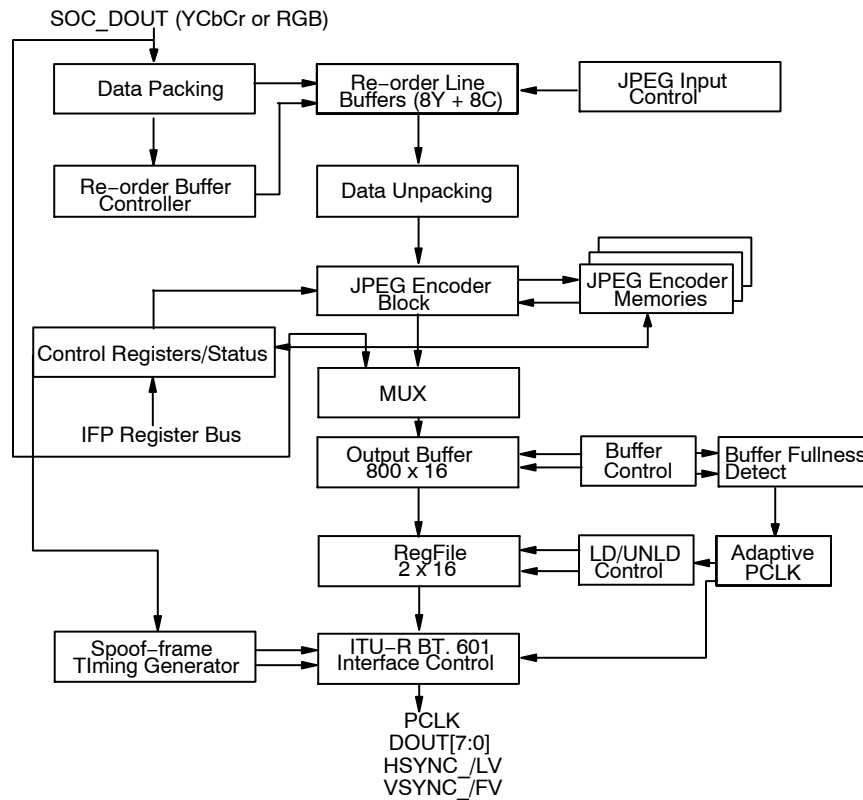 SOC_DOUT (YCbCr or RGB)
Data Packing
Re−order Line
Buffers (8Y + 8C)
JPEG Input
Control
Re−order Buffer
Controller
Data Unpacking
JPEG Encoder
Block
JPEG Encoder
Memories
Control Registers/Status
MUX
IFP Register Bus
Output Buffer
800 x 16
Buffer
Control
Buffer Fullness
Detect
RegFile
2 x 16
LD/UNLD
Control
Adaptive
PCLK
Spoof−frame
TIming Generator
ITU−R BT. 601
Interface Control
PCLK
DOUT[7:0]
HSYNC_/LV
VSYNC_/FV